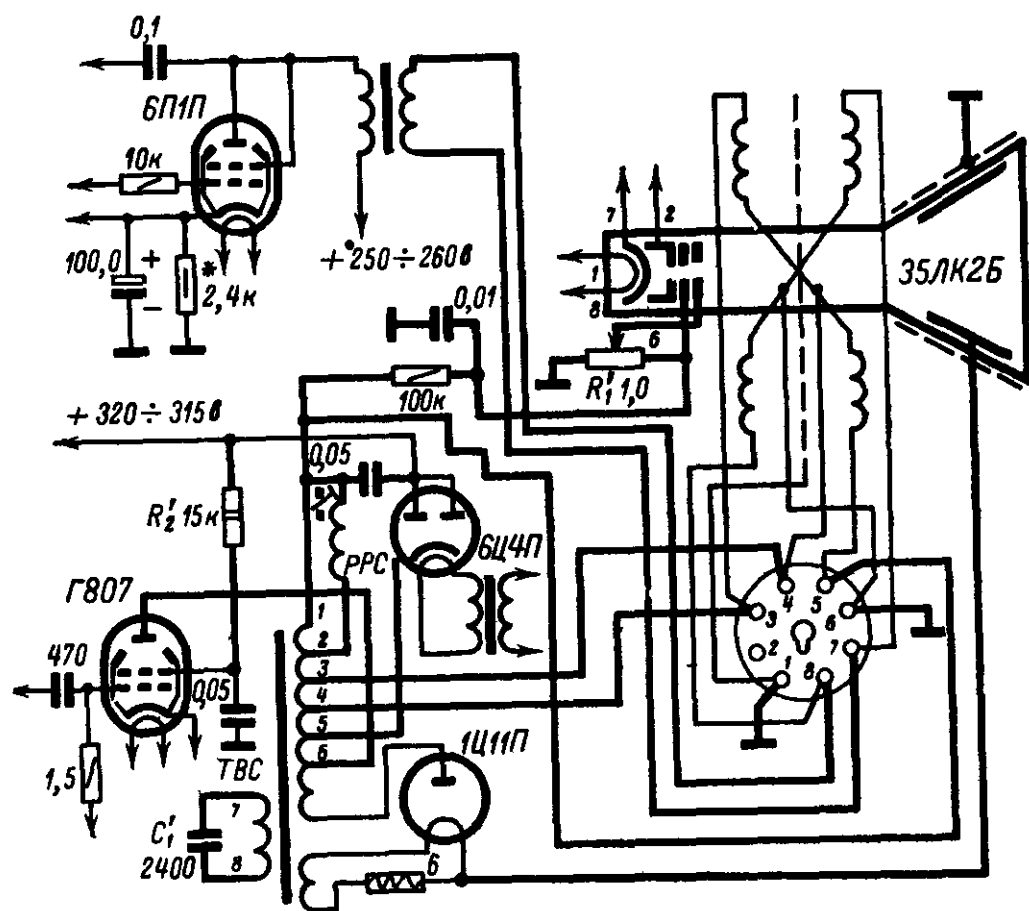 0,1
6П1П
10к
100,0
+
−
*
2,4к
+ 250÷260в
0,01
100к
7
2
1
8
6
R₁′ 1,0
35ЛК2Б
+ 320÷315в
0,05
R₂′ 15к
РРС
6Ц4П
Г807
470
0,05
1,5
ТВС
1
2
3
4
5
6
1Ц11П
C₁′
2400
7
8
6
4
5
3
6
2
7
1
8